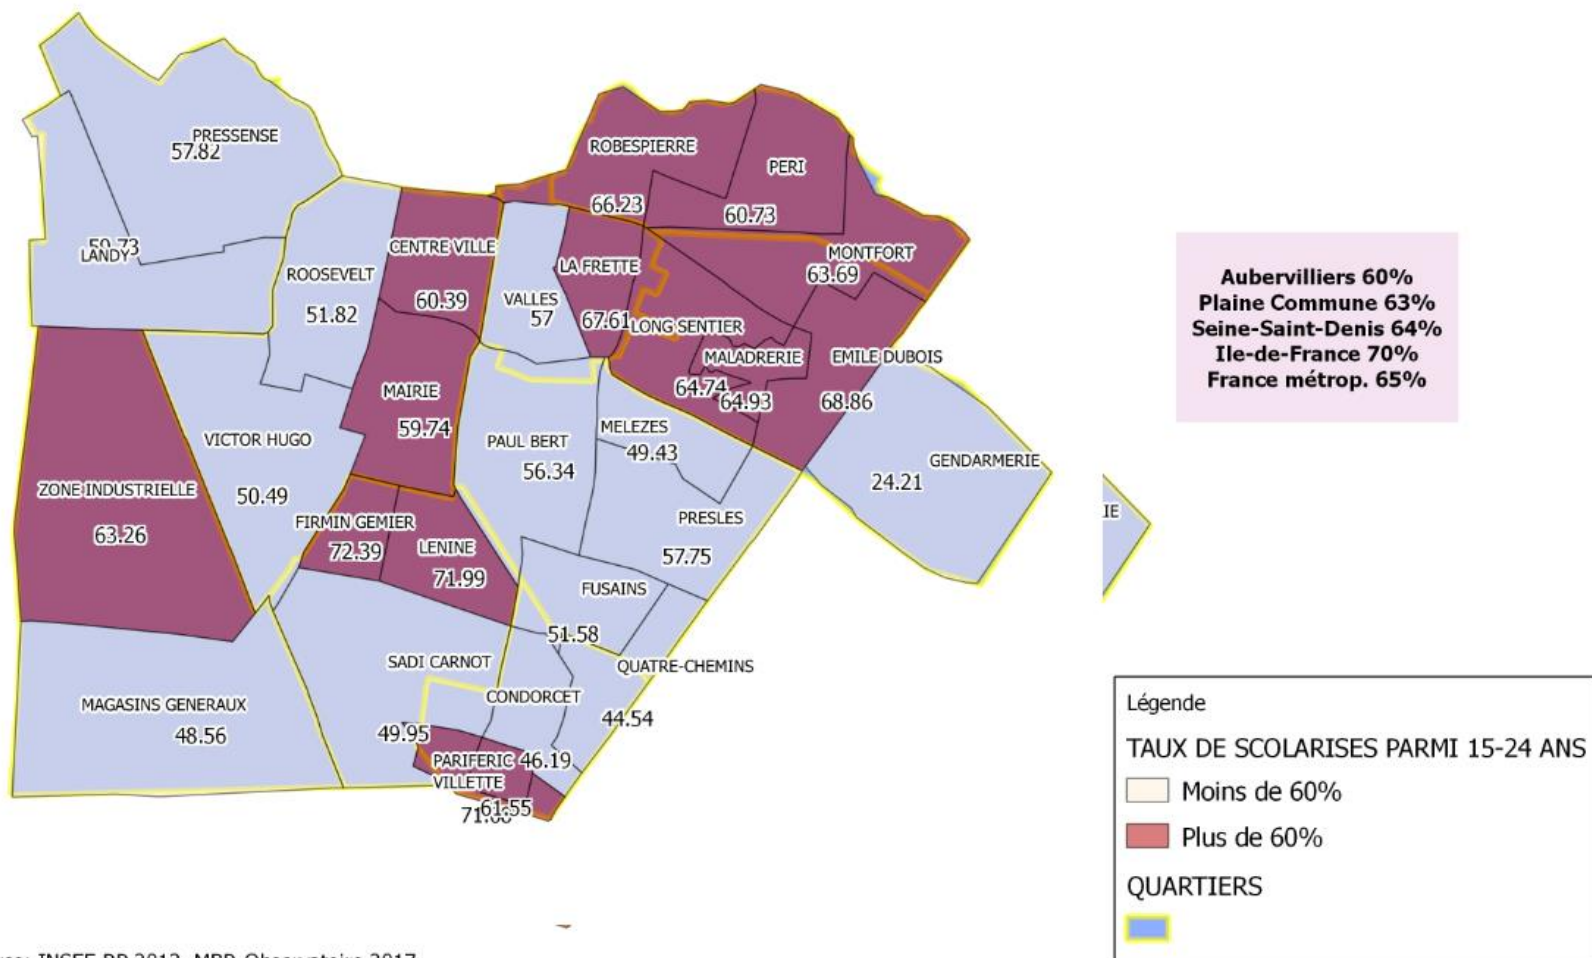 PRESSENSE
57.82
ROBESPIERRE
66.23
PERI
60.73
LANDY
ROOSEVELT
51.82
CENTRE VILLE
60.39
VALLES
57
LA FRETTE
67.61
MONTFORT
63.69
LONG SENTIER
64.74
MALADRERIE
64.93
EMILE DUBOIS
68.86
MAIRIE
59.74
VICTOR HUGO
50.49
PAUL BERT
56.34
MELEZES
49.43
GENDARMERIE
24.21
ZONE INDUSTRIELLE
63.26
FIRMIN GEMIER
72.39
LENINE
71.99
PRESLES
57.75
FUSAINS
51.58
SADI CARNOT
49.95
QUATRE-CHEMINS
44.54
CONDORCET
46.19
MAGASINS GENERAUX
48.56
PARIFERIC
VILLETTE
61.55
IE
Aubervilliers 60%
Plaine Commune 63%
Seine-Saint-Denis 64%
Ile-de-France 70%
France métrop. 65%
Légende
TAUX DE SCOLARISES PARMI 15-24 ANS
Moins de 60%
Plus de 60%
QUARTIERS